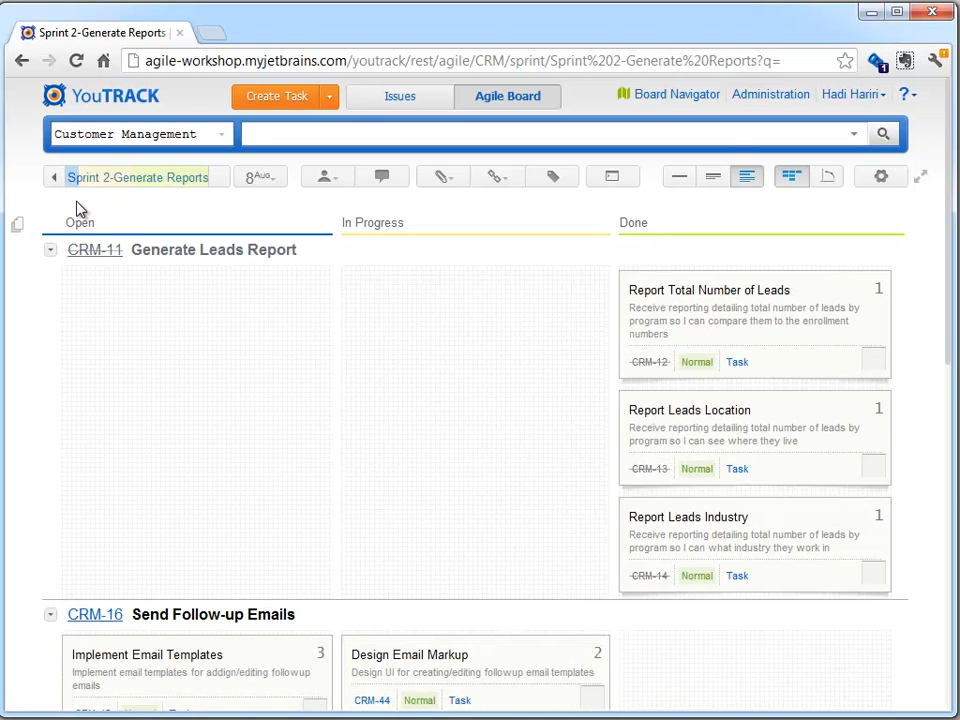 Sprint 2-Generate Reports
agile-workshop.myjetbrains.com/youtrack/rest/agile/CRM/sprint/Sprint%202-Generate%20Reports?q=
1
YouTRACK
Create Task
Issues
Agile Board
Board Navigator
Administration
Hadi Hariri
?
Customer Management
Sprint 2-Generate Reports
8 Aug
Open
In Progress
Done
CRM-11 Generate Leads Report
Report Total Number of Leads 1
Receive reporting detailing total number of leads by
program so I can compare them to the enrollment
numbers
CRM-12 Normal Task
Report Leads Location 1
Receive reporting detailing total number of leads by
program so I can see where they live
CRM-13 Normal Task
Report Leads Industry 1
Receive reporting detailing total number of leads by
program so I can what industry they work in
CRM-14 Normal Task
CRM-16 Send Follow-up Emails
Implement Email Templates 3
Implement email templates for addign/editing followup
emails
Design Email Markup 2
Design UI for creating/editing followup email templates
CRM-44 Normal Task